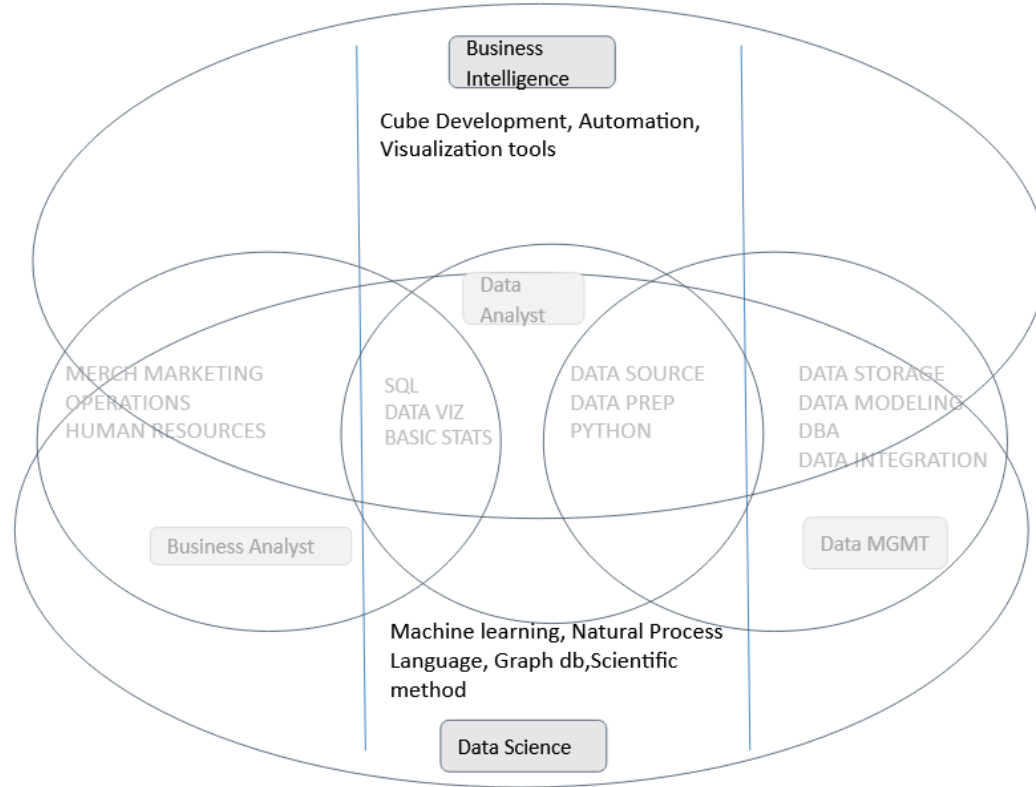 Business
Intelligence
Cube Development, Automation,
Visualization tools
Data
Analyst
MERCH MARKETING
OPERATIONS
HUMAN RESOURCES
SQL
DATA VIZ
BASIC STATS
DATA SOURCE
DATA PREP
PYTHON
DATA STORAGE
DATA MODELING
DBA
DATA INTEGRATION
Business Analyst
Data MGMT
Machine learning, Natural Process
Language, Graph db,Scientific
method
Data Science